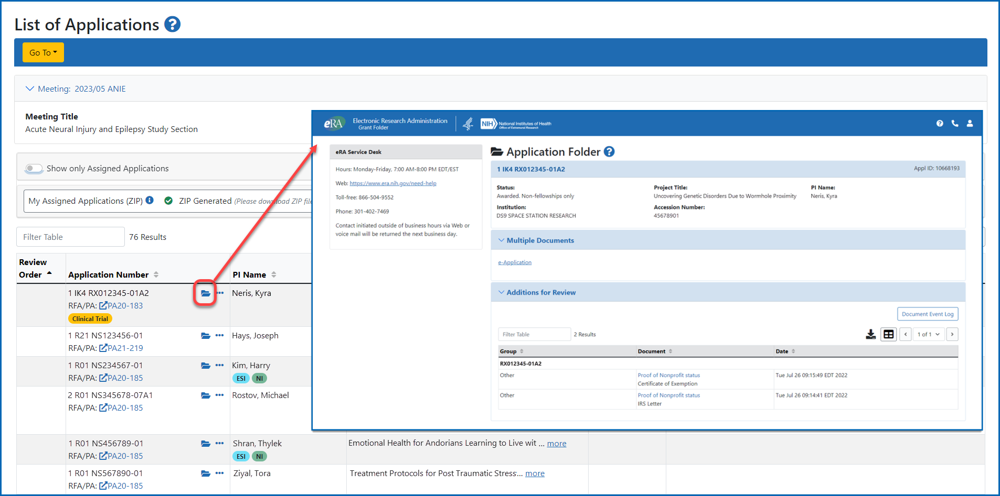 List of Applications ?
Go To
Meeting: 2023/05 ANIE
Meeting Title
Acute Neural Injury and Epilepsy Study Section
Show only Assigned Applications
My Assigned Applications (ZIP) i ZIP Generated (Please download ZIP file
Filter Table 76 Results
Review Order Application Number PI Name
1 IK4 RX012345-01A2 Neris, Kyra
RFA/PA: PA20-183
Clinical Trial
1 R21 NS123456-01 Hays, Joseph
RFA/PA: PA21-219
1 R01 NS234567-01 Kim, Harry
RFA/PA: PA20-185 ESI NI
2 R01 NS345678-07A1 Rostov, Michael
RFA/PA: PA20-185
1 R01 NS456789-01 Shran, Thylek Emotional Health for Andorians Learning to Live wit ... more
RFA/PA: PA20-185 ESI NI
1 R01 NS567890-01 Ziyal, Tora Treatment Protocols for Post Traumatic Stress... more
RFA/PA: PA20-185
eRA Electronic Research Administration
Grant Folder
NIH National Institutes of Health
Office of Extramural Research
eRA Service Desk
Hours: Monday-Friday, 7:00 AM-8:00 PM EDT/EST
Web: https://www.era.nih.gov/need-help
Toll-free: 866-504-9552
Phone: 301-402-7469
Contact initiated outside of business hours via Web or
voice mail will be returned the next business day.
Application Folder ?
1 IK4 RX012345-01A2 Appl ID: 10668193
Status: Project Title: PI Name:
Awarded. Non-fellowships only Uncovering Genetic Disorders Due to Wormhole Proximity Neris, Kyra
Institution: Accession Number:
DS9 SPACE STATION RESEARCH 45678901
Multiple Documents
e-Application
Additions for Review
Document Event Log
Filter Table 2 Results 1 of 1
Group Document Date
RX012345-01A2
Other Proof of Nonprofit status Tue Jul 26 09:15:49 EDT 2022
Certificate of Exemption
Other Proof of Nonprofit status Tue Jul 26 09:14:41 EDT 2022
IRS Letter